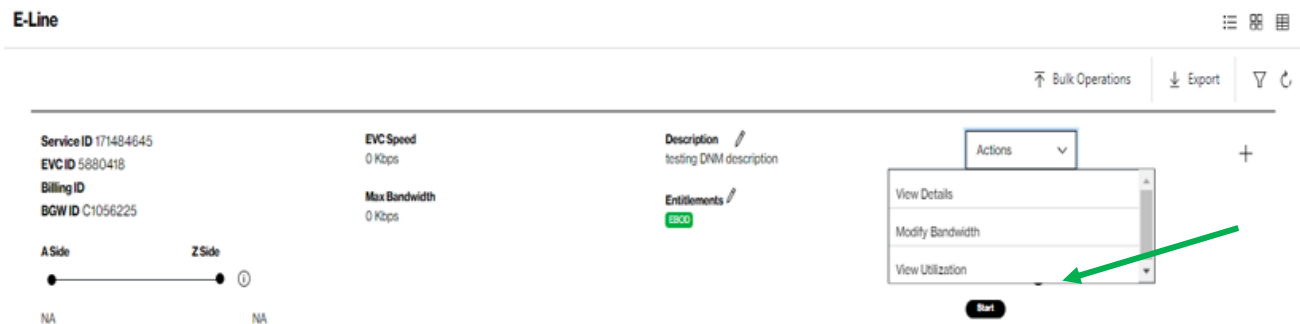 E-Line
Bulk Operations
Export
Service ID 171484645
EVC ID 5880418
Billing ID
BGW ID C1056225
EVC Speed
0 Kbps
Max Bandwidth
0 Kbps
Description
testing DNM description
Entitlements
EBOD
Actions
View Details
Modify Bandwidth
View Utilization
A Side
Z Side
NA
NA
Start